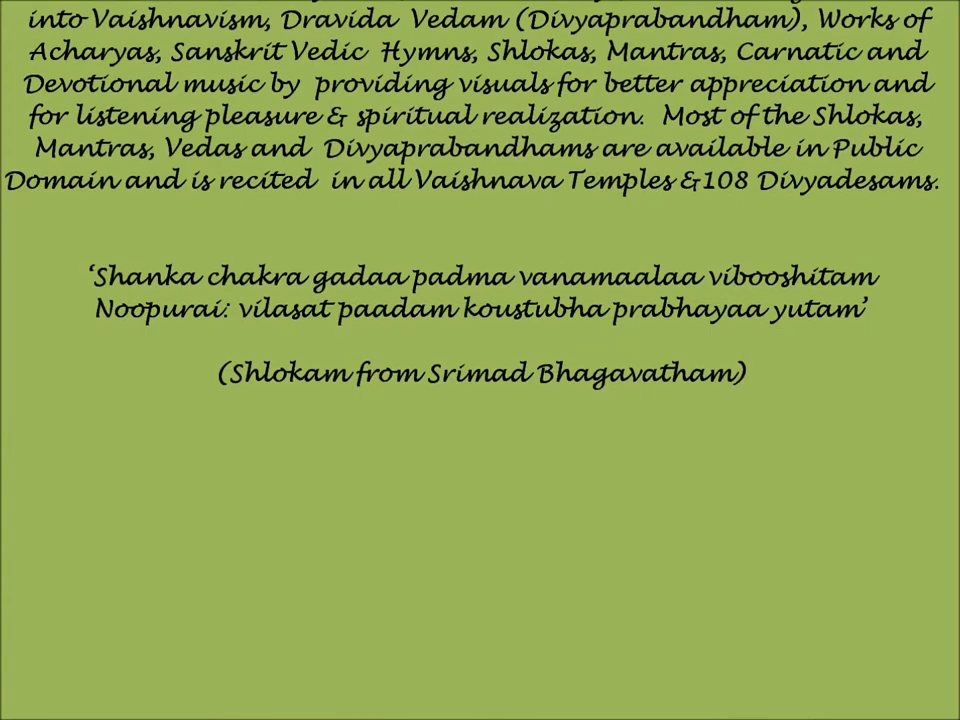 into Vaishnavism, Dravida Vedam (Divyaprabandham), Works of
Acharyas, Sanskrit Vedic Hymns, Shlokas, Mantras, Carnatic and
Devotional music by providing visuals for better appreciation and
for listening pleasure & spiritual realization. Most of the Shlokas,
Mantras, Vedas and Divyaprabandhams are available in Public
Domain and is recited in all Vaishnava Temples &108 Divyadesams.
‘Shanka chakra gadaa padma vanamaalaa vibooshitam
Noopurai: vilasat paadam koustubha prabhayaa yutam’
(Shlokam from Srimad Bhagavatham)